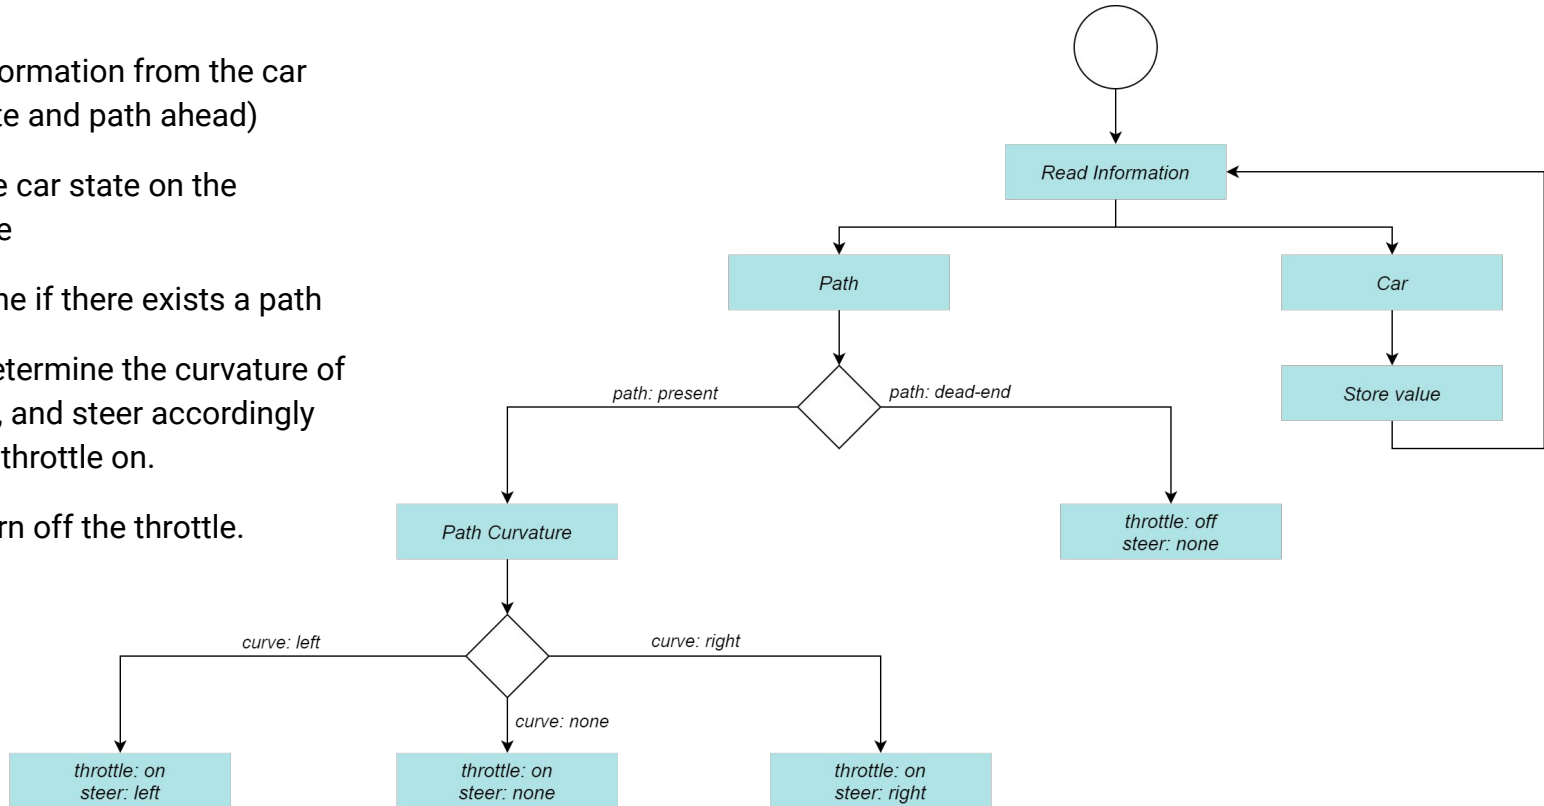 formation from the car
te and path ahead)
e car state on the
e
ne if there exists a path
etermine the curvature of
, and steer accordingly
throttle on.
rn off the throttle.
Read Information
Path
Car
path: present
path: dead-end
Store value
Path Curvature
throttle: off
steer: none
curve: left
curve: right
curve: none
throttle: on
steer: left
throttle: on
steer: none
throttle: on
steer: right